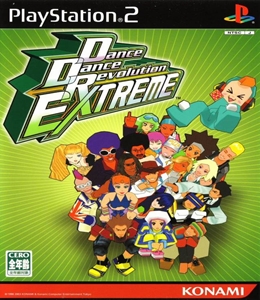 PlayStation 2
NTSC J
Dance
Dance
Revolution
EXTREME
CERO
全年齢
KONAMI